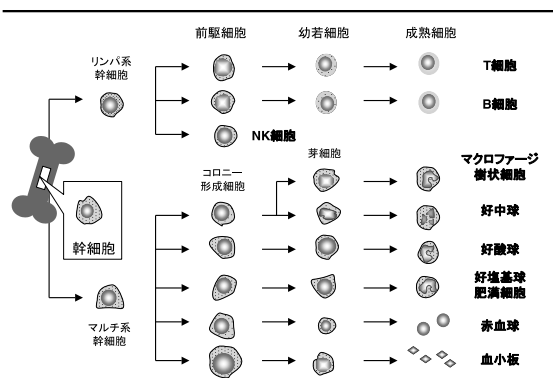 前駆細胞
幼若細胞
成熟細胞
リンパ系
幹細胞
T細胞
B細胞
NK細胞
コロニー
形成細胞
芽細胞
マクロファージ
樹状細胞
好中球
幹細胞
好酸球
好塩基球
肥満細胞
マルチ系
幹細胞
赤血球
血小板